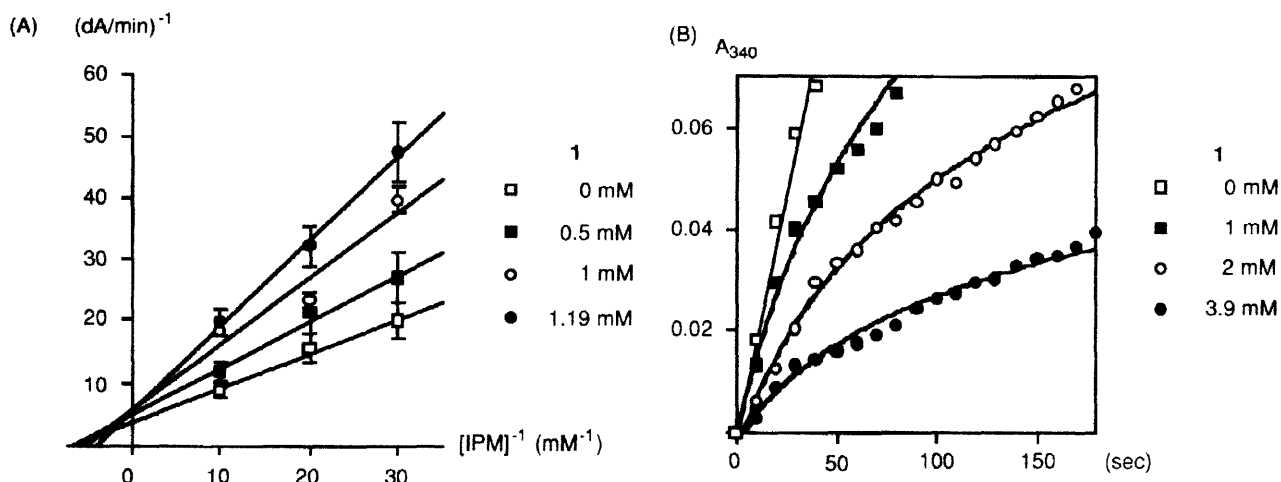 (A) (dA/min)⁻¹
60
50
40
30
20
10
0 10 20 30
[IPM]⁻¹ (mM⁻¹)
1
0 mM
0.5 mM
1 mM
1.19 mM
(B) A₃₄₀
0.06
0.04
0.02
0 50 100 150 (sec)
1
0 mM
1 mM
2 mM
3.9 mM